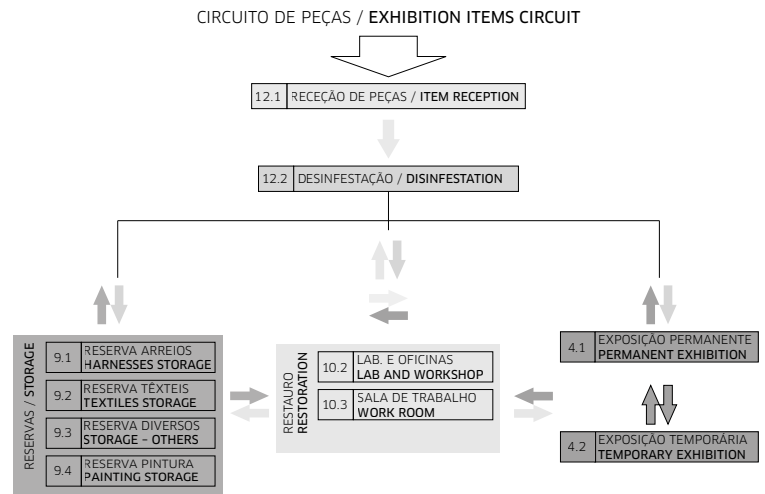 CIRCUITO DE PEÇAS / EXHIBITION ITEMS CIRCUIT
12.1 RECEÇÃO DE PEÇAS / ITEM RECEPTION
12.2 DESINFESTAÇÃO / DISINFESTATION
RESERVAS / STORAGE
9.1 RESERVA ARREIOS
HARNESSES STORAGE
9.2 RESERVA TÊXTEIS
TEXTILES STORAGE
9.3 RESERVA DIVERSOS
STORAGE – OTHERS
9.4 RESERVA PINTURA
PAINTING STORAGE
RESTAURO
RESTORATION
10.2 LAB. E OFICINAS
LAB AND WORKSHOP
10.3 SALA DE TRABALHO
WORK ROOM
4.1 EXPOSIÇÃO PERMANENTE
PERMANENT EXHIBITION
4.2 EXPOSIÇÃO TEMPORÁRIA
TEMPORARY EXHIBITION